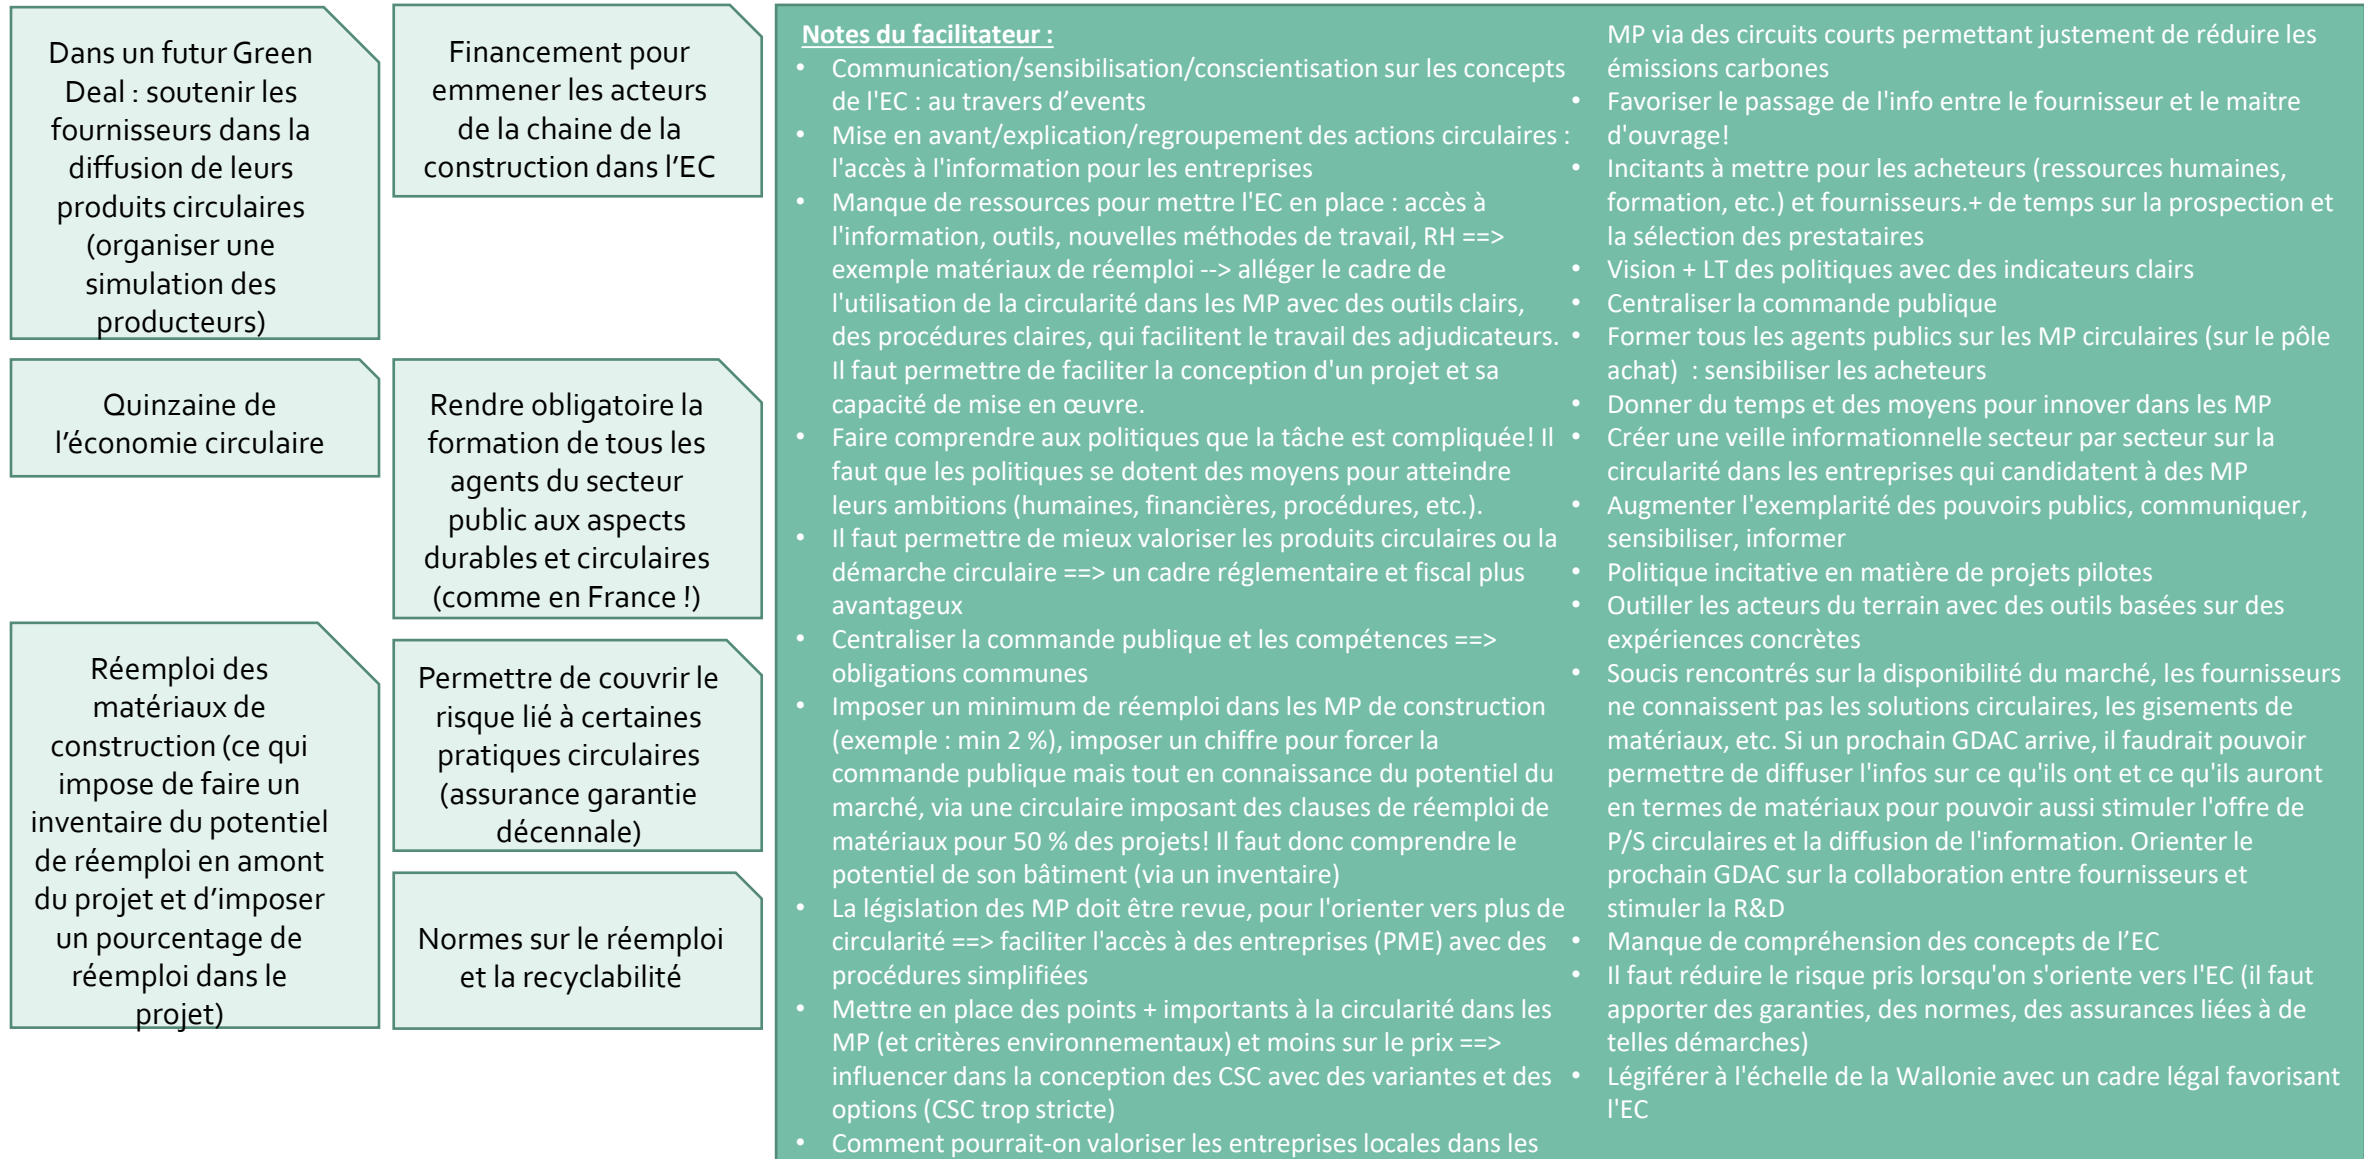 Dans un futur Green
Deal : soutenir les
fournisseurs dans la
diffusion de leurs
produits circulaires
(organiser une
simulation des
producteurs)
Financement pour
emmener les acteurs
de la chaine de la
construction dans l’EC
Quinzaine de
l’économie circulaire
Rendre obligatoire la
formation de tous les
agents du secteur
public aux aspects
durables et circulaires
(comme en France !)
Réemploi des
matériaux de
construction (ce qui
impose de faire un
inventaire du potentiel
de réemploi en amont
du projet et d’imposer
un pourcentage de
réemploi dans le
projet)
Permettre de couvrir le
risque lié à certaines
pratiques circulaires
(assurance garantie
décennale)
Normes sur le réemploi
et la recyclabilité
Notes du facilitateur :
• Communication/sensibilisation/conscientisation sur les concepts
de l'EC : au travers d’events
• Mise en avant/explication/regroupement des actions circulaires :
l'accès à l'information pour les entreprises
• Manque de ressources pour mettre l'EC en place : accès à
l'information, outils, nouvelles méthodes de travail, RH ==>
exemple matériaux de réemploi --> alléger le cadre de
l'utilisation de la circularité dans les MP avec des outils clairs,
des procédures claires, qui facilitent le travail des adjudicateurs.
Il faut permettre de faciliter la conception d'un projet et sa
capacité de mise en œuvre.
• Faire comprendre aux politiques que la tâche est compliquée! Il
faut que les politiques se dotent des moyens pour atteindre
leurs ambitions (humaines, financières, procédures, etc.).
• Il faut permettre de mieux valoriser les produits circulaires ou la
démarche circulaire ==> un cadre réglementaire et fiscal plus
avantageux
• Centraliser la commande publique et les compétences ==>
obligations communes
• Imposer un minimum de réemploi dans les MP de construction
(exemple : min 2 %), imposer un chiffre pour forcer la
commande publique mais tout en connaissance du potentiel du
marché, via une circulaire imposant des clauses de réemploi de
matériaux pour 50 % des projets! Il faut donc comprendre le
potentiel de son bâtiment (via un inventaire)
• La législation des MP doit être revue, pour l'orienter vers plus de
circularité ==> faciliter l'accès à des entreprises (PME) avec des
procédures simplifiées
• Mettre en place des points + importants à la circularité dans les
MP (et critères environnementaux) et moins sur le prix ==>
influencer dans la conception des CSC avec des variantes et des
options (CSC trop stricte)
• Comment pourrait-on valoriser les entreprises locales dans les
MP via des circuits courts permettant justement de réduire les
émissions carbones
• Favoriser le passage de l'info entre le fournisseur et le maitre
d'ouvrage!
• Incitants à mettre pour les acheteurs (ressources humaines,
formation, etc.) et fournisseurs.+ de temps sur la prospection et
la sélection des prestataires
• Vision + LT des politiques avec des indicateurs clairs
• Centraliser la commande publique
• Former tous les agents publics sur les MP circulaires (sur le pôle
achat)  : sensibiliser les acheteurs
• Donner du temps et des moyens pour innover dans les MP
• Créer une veille informationnelle secteur par secteur sur la
circularité dans les entreprises qui candidatent à des MP
• Augmenter l'exemplarité des pouvoirs publics, communiquer,
sensibiliser, informer
• Politique incitative en matière de projets pilotes
• Outiller les acteurs du terrain avec des outils basées sur des
expériences concrètes
• Soucis rencontrés sur la disponibilité du marché, les fournisseurs
ne connaissent pas les solutions circulaires, les gisements de
matériaux, etc. Si un prochain GDAC arrive, il faudrait pouvoir
permettre de diffuser l'infos sur ce qu'ils ont et ce qu'ils auront
en termes de matériaux pour pouvoir aussi stimuler l'offre de
P/S circulaires et la diffusion de l'information. Orienter le
prochain GDAC sur la collaboration entre fournisseurs et
stimuler la R&D
• Manque de compréhension des concepts de l’EC
• Il faut réduire le risque pris lorsqu'on s'oriente vers l'EC (il faut
apporter des garanties, des normes, des assurances liées à de
telles démarches)
• Légiférer à l'échelle de la Wallonie avec un cadre légal favorisant
l'EC